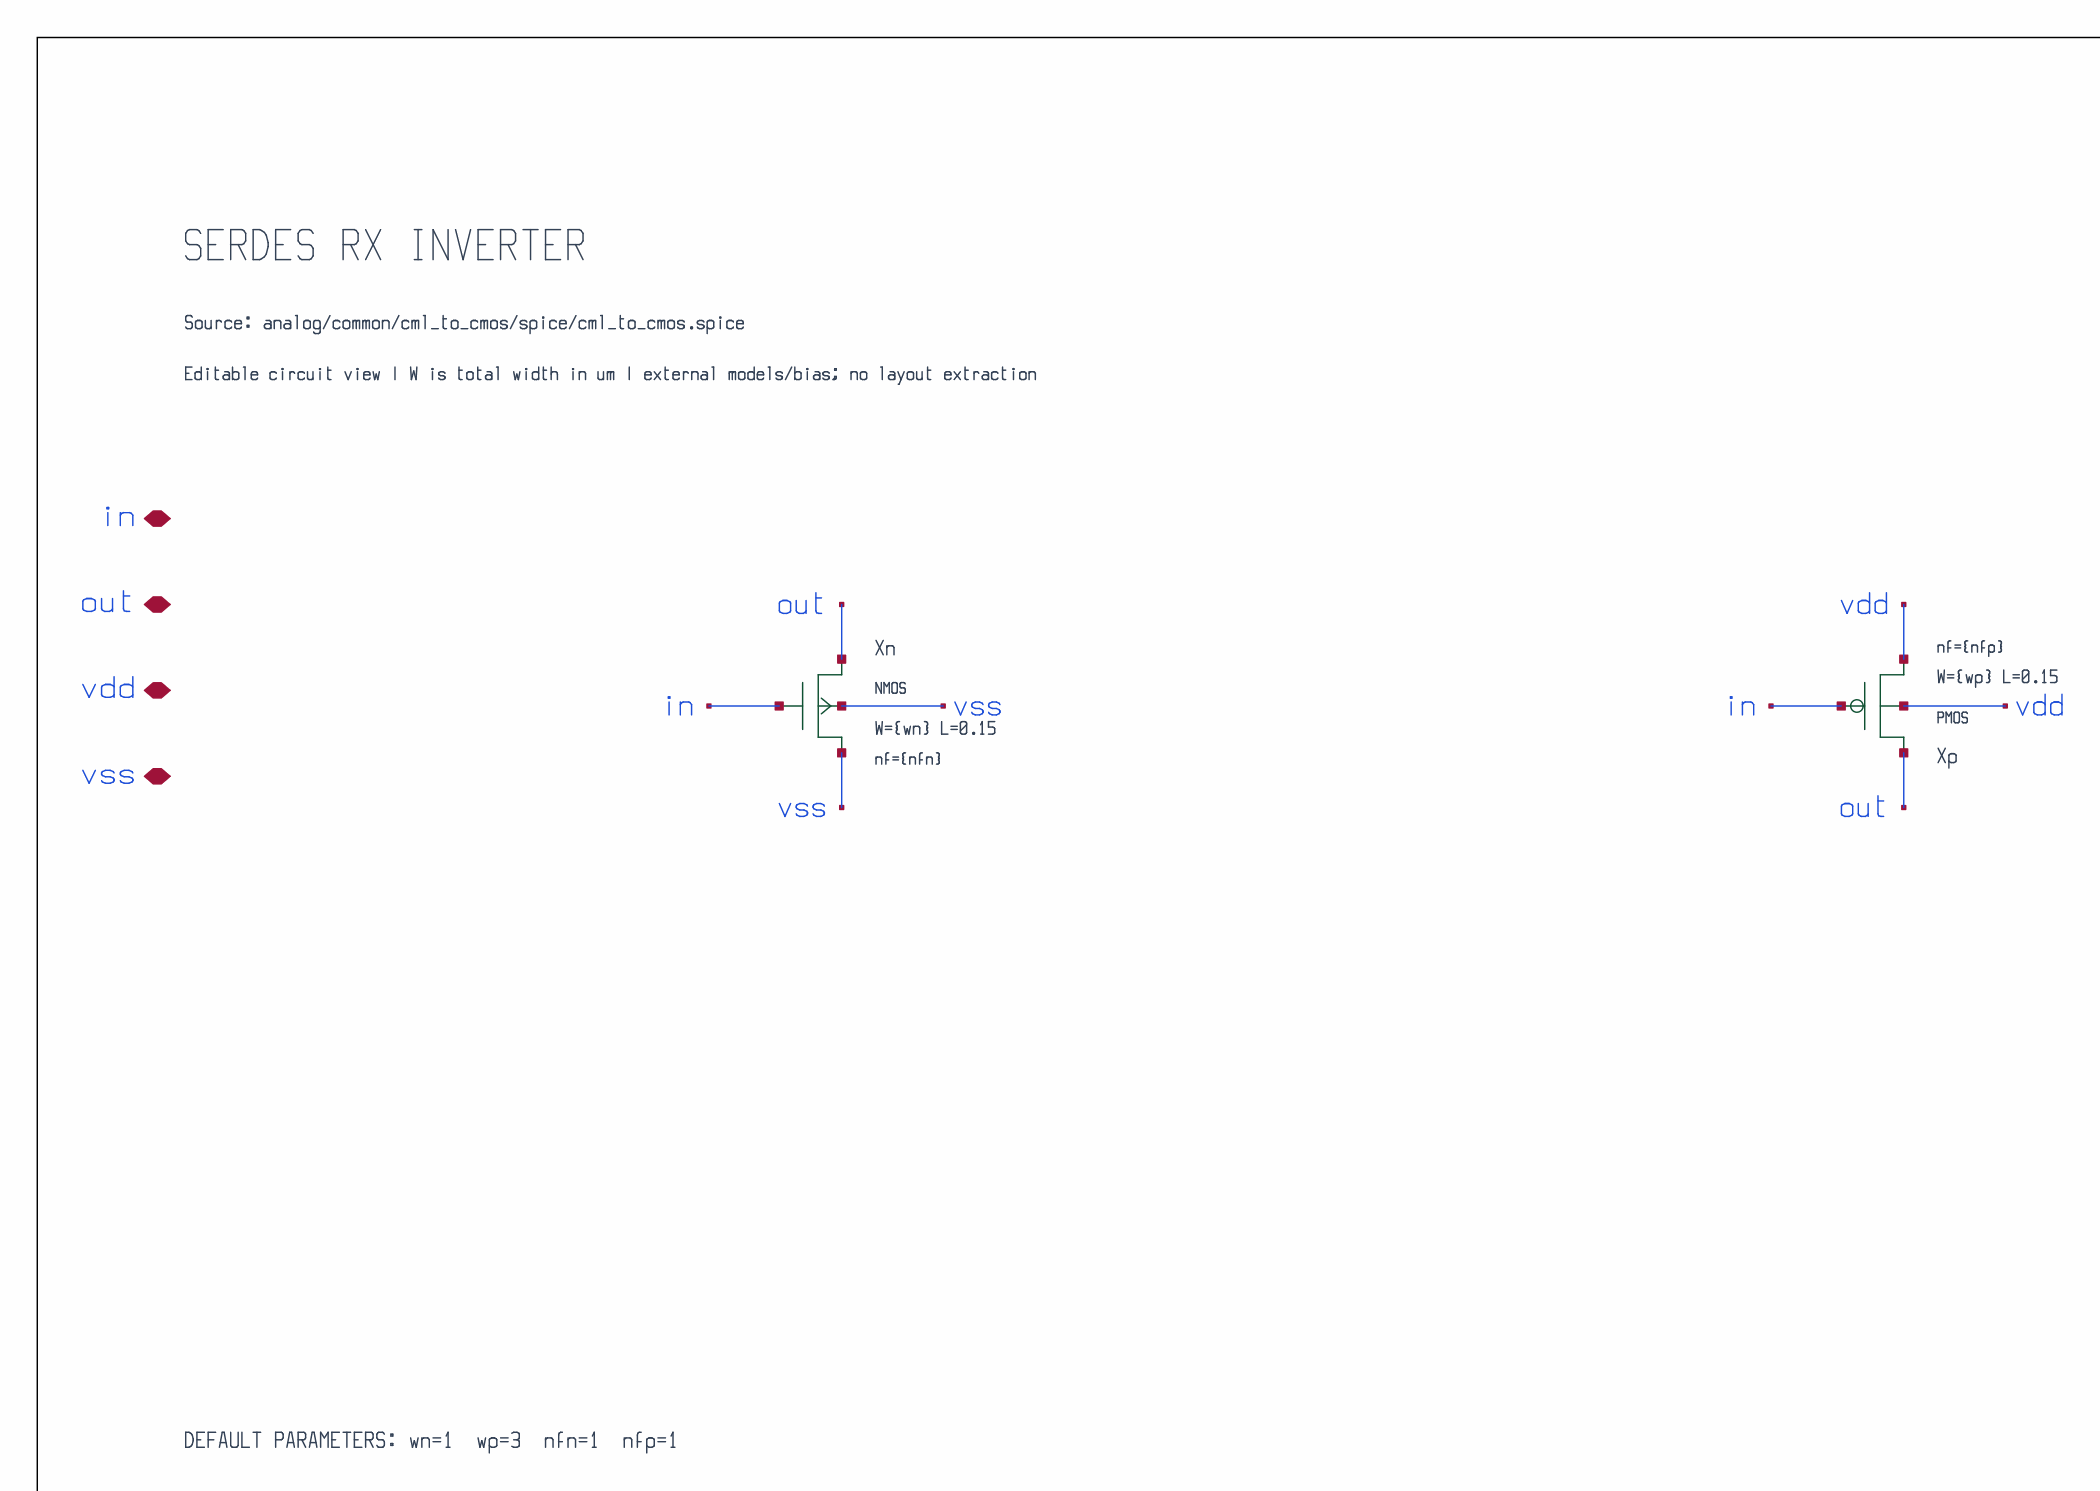 SERDES RX INVERTER
Source: analog/common/cml_to_cmos/spice/cml_to_cmos.spice
Editable circuit view | W is total width in um | external models/bias; no layout extraction
in
out
vdd
vss
out
Xn
NMOS
in
vss
W={wn} L=0.15
nf={nfn}
vss
vdd
nf={nfp}
W={wp} L=0.15
in
vdd
PMOS
Xp
out
DEFAULT PARAMETERS: wn=1 wp=3 nfn=1 nfp=1